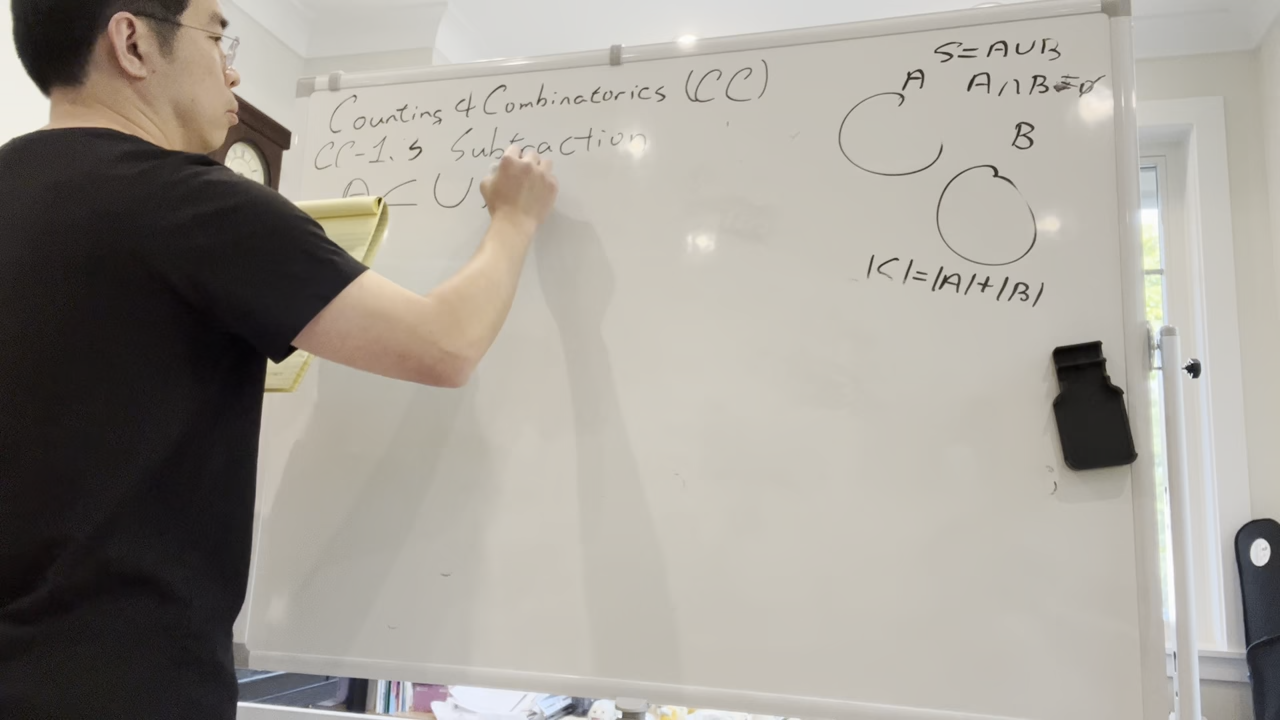 Counting & Combinatorics (CC)
CC-1.5 Subtraction
A ⊂ U,
S=A∪B
A A∩B=∅
B
|S|=|A|+|B|